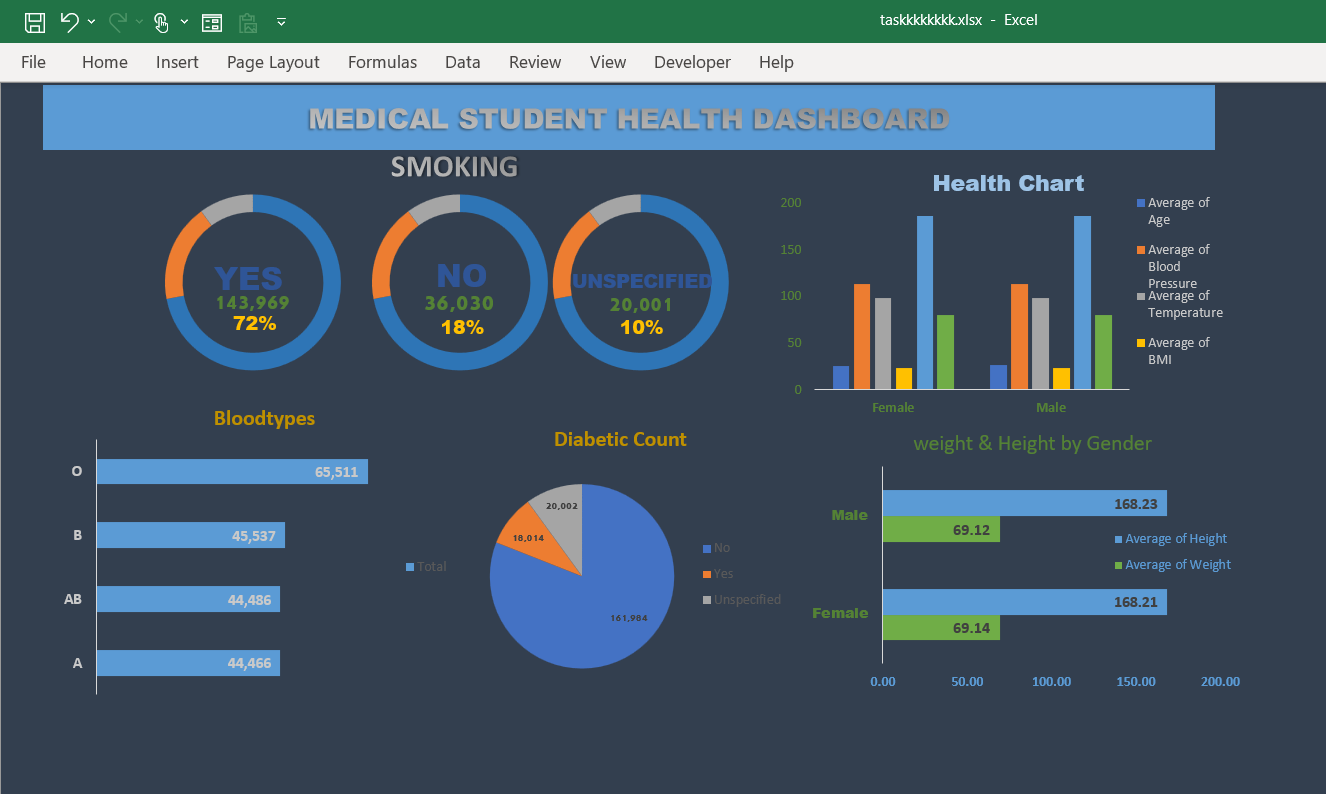 taskkkkkkkk.xlsx - Excel
File Home Insert Page Layout Formulas Data Review View Developer Help
MEDICAL STUDENT HEALTH DASHBOARD
SMOKING
YES
143,969
72%
NO
36,030
18%
UNSPECIFIED
20,001
10%
Health Chart
200
150
100
50
0
Female
Male
Average of
Age
Average of
Blood
Pressure
Average of
Temperature
Average of
BMI
Bloodtypes
O
65,511
B
45,537
AB
44,486
A
44,466
Total
Diabetic Count
20,002
18,014
161,984
No
Yes
Unspecified
weight & Height by Gender
Male
168.23
69.12
Female
168.21
69.14
Average of Height
Average of Weight
0.00 50.00 100.00 150.00 200.00